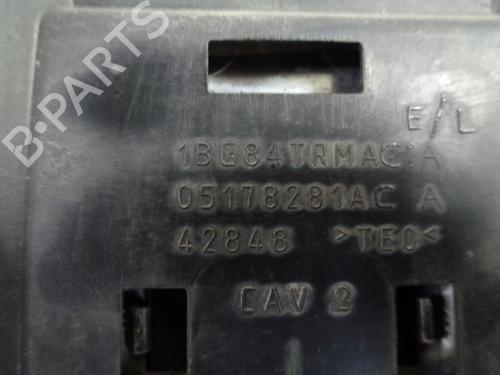 B-PARTS
E/L
1BG84TRMAC A
05178281AC A
42848 >TEO<
CAV 2